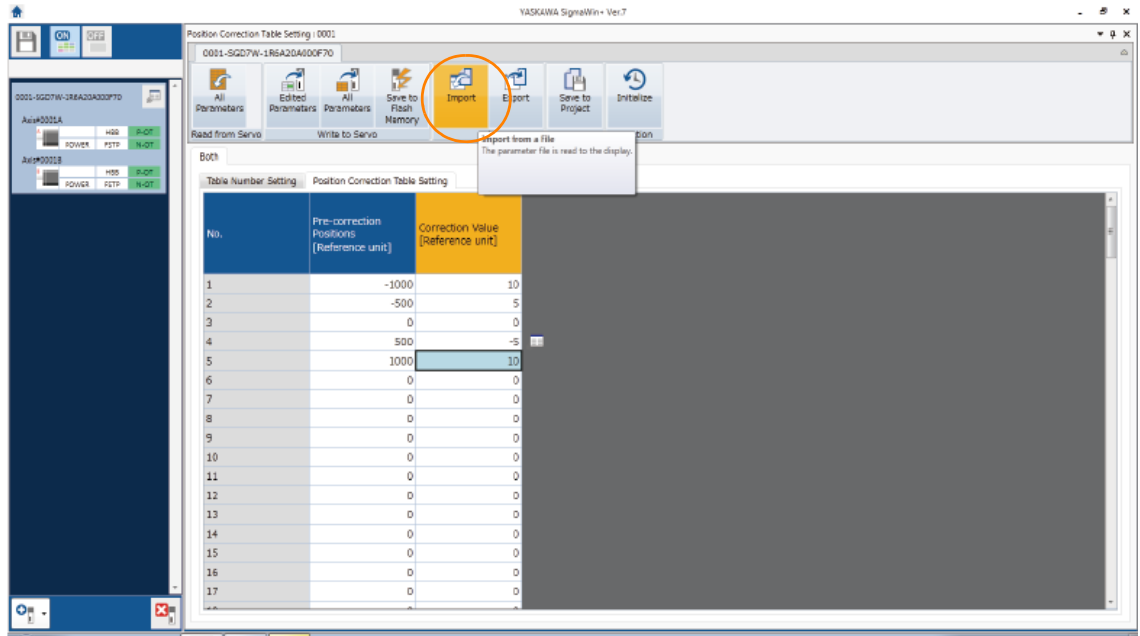 YASKAWA SigmaWin+ Ver.7
ON OFF
Position Correction Table Setting | 0001
0001-SGD7W-1R6A20A000F70
All Parameters
Edited Parameters
All Parameters
Save to Flash Memory
Import
Export
Save to Project
Initialize
Read from Servo
Write to Servo
Import from a file
The parameter file is read to the display.
0001-SGD7W-1R6A20A000F70
Axis#0001A
HBB P-OT
POWER FSTP N-OT
Axis#0001B
HBB P-OT
POWER FSTP N-OT
Both
Table Number Setting Position Correction Table Setting
No. Pre-correction Positions [Reference unit] Correction Value [Reference unit]
1 -1000 10
2 -500 5
3 0 0
4 500 -5
5 1000 10
6 0 0
7 0 0
8 0 0
9 0 0
10 0 0
11 0 0
12 0 0
13 0 0
14 0 0
15 0 0
16 0 0
17 0 0